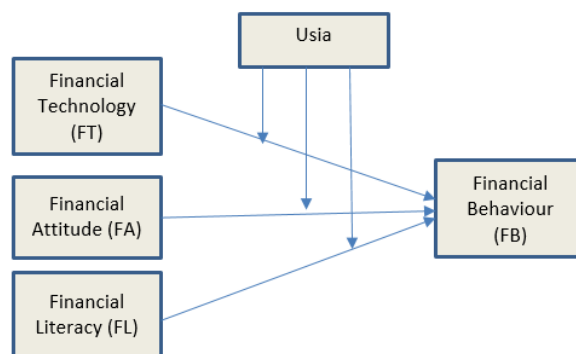 Usia
Financial
Technology
(FT)
Financial
Attitude (FA)
Financial
Literacy (FL)
Financial
Behaviour
(FB)